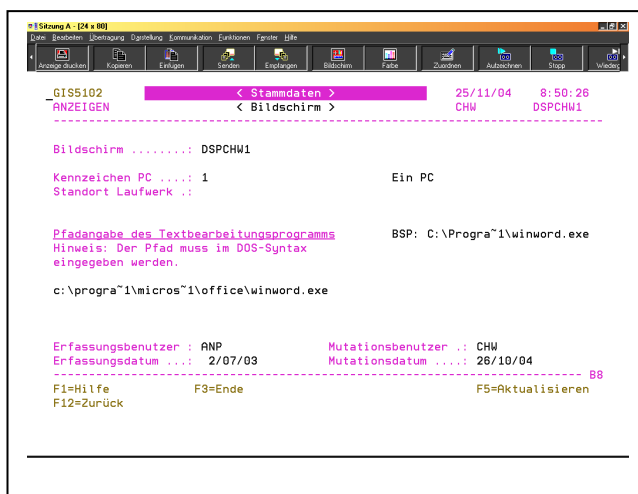 Sitzung A - [24 x 80]
Datei Bearbeiten Übertragung Darstellung Kommunikation Funktionen Fenster Hilfe
Anzeige drucken Kopieren Einfügen Senden Empfangen Bildschirm Farbe Zuordnen Aufzeichnen Stopp Wiederg
_GIS5102 < Stammdaten > 25/11/04 8:50:26
ANZEIGEN < Bildschirm > CHW DSPCHW1
Bildschirm ........: DSPCHW1
Kennzeichen PC ....: 1 Ein PC
Standort Laufwerk .:
Pfadangabe des Textbearbeitungsprogramms BSP: C:\Progra~1\winword.exe
Hinweis: Der Pfad muss im DOS-Syntax
eingegeben werden.
c:\progra~1\micros~1\office\winword.exe
Erfassungsbenutzer : ANP Mutationsbenutzer .: CHW
Erfassungsdatum ...: 2/07/03 Mutationsdatum ....: 26/10/04
B8
F1=Hilfe F3=Ende F5=Aktualisieren
F12=Zurück